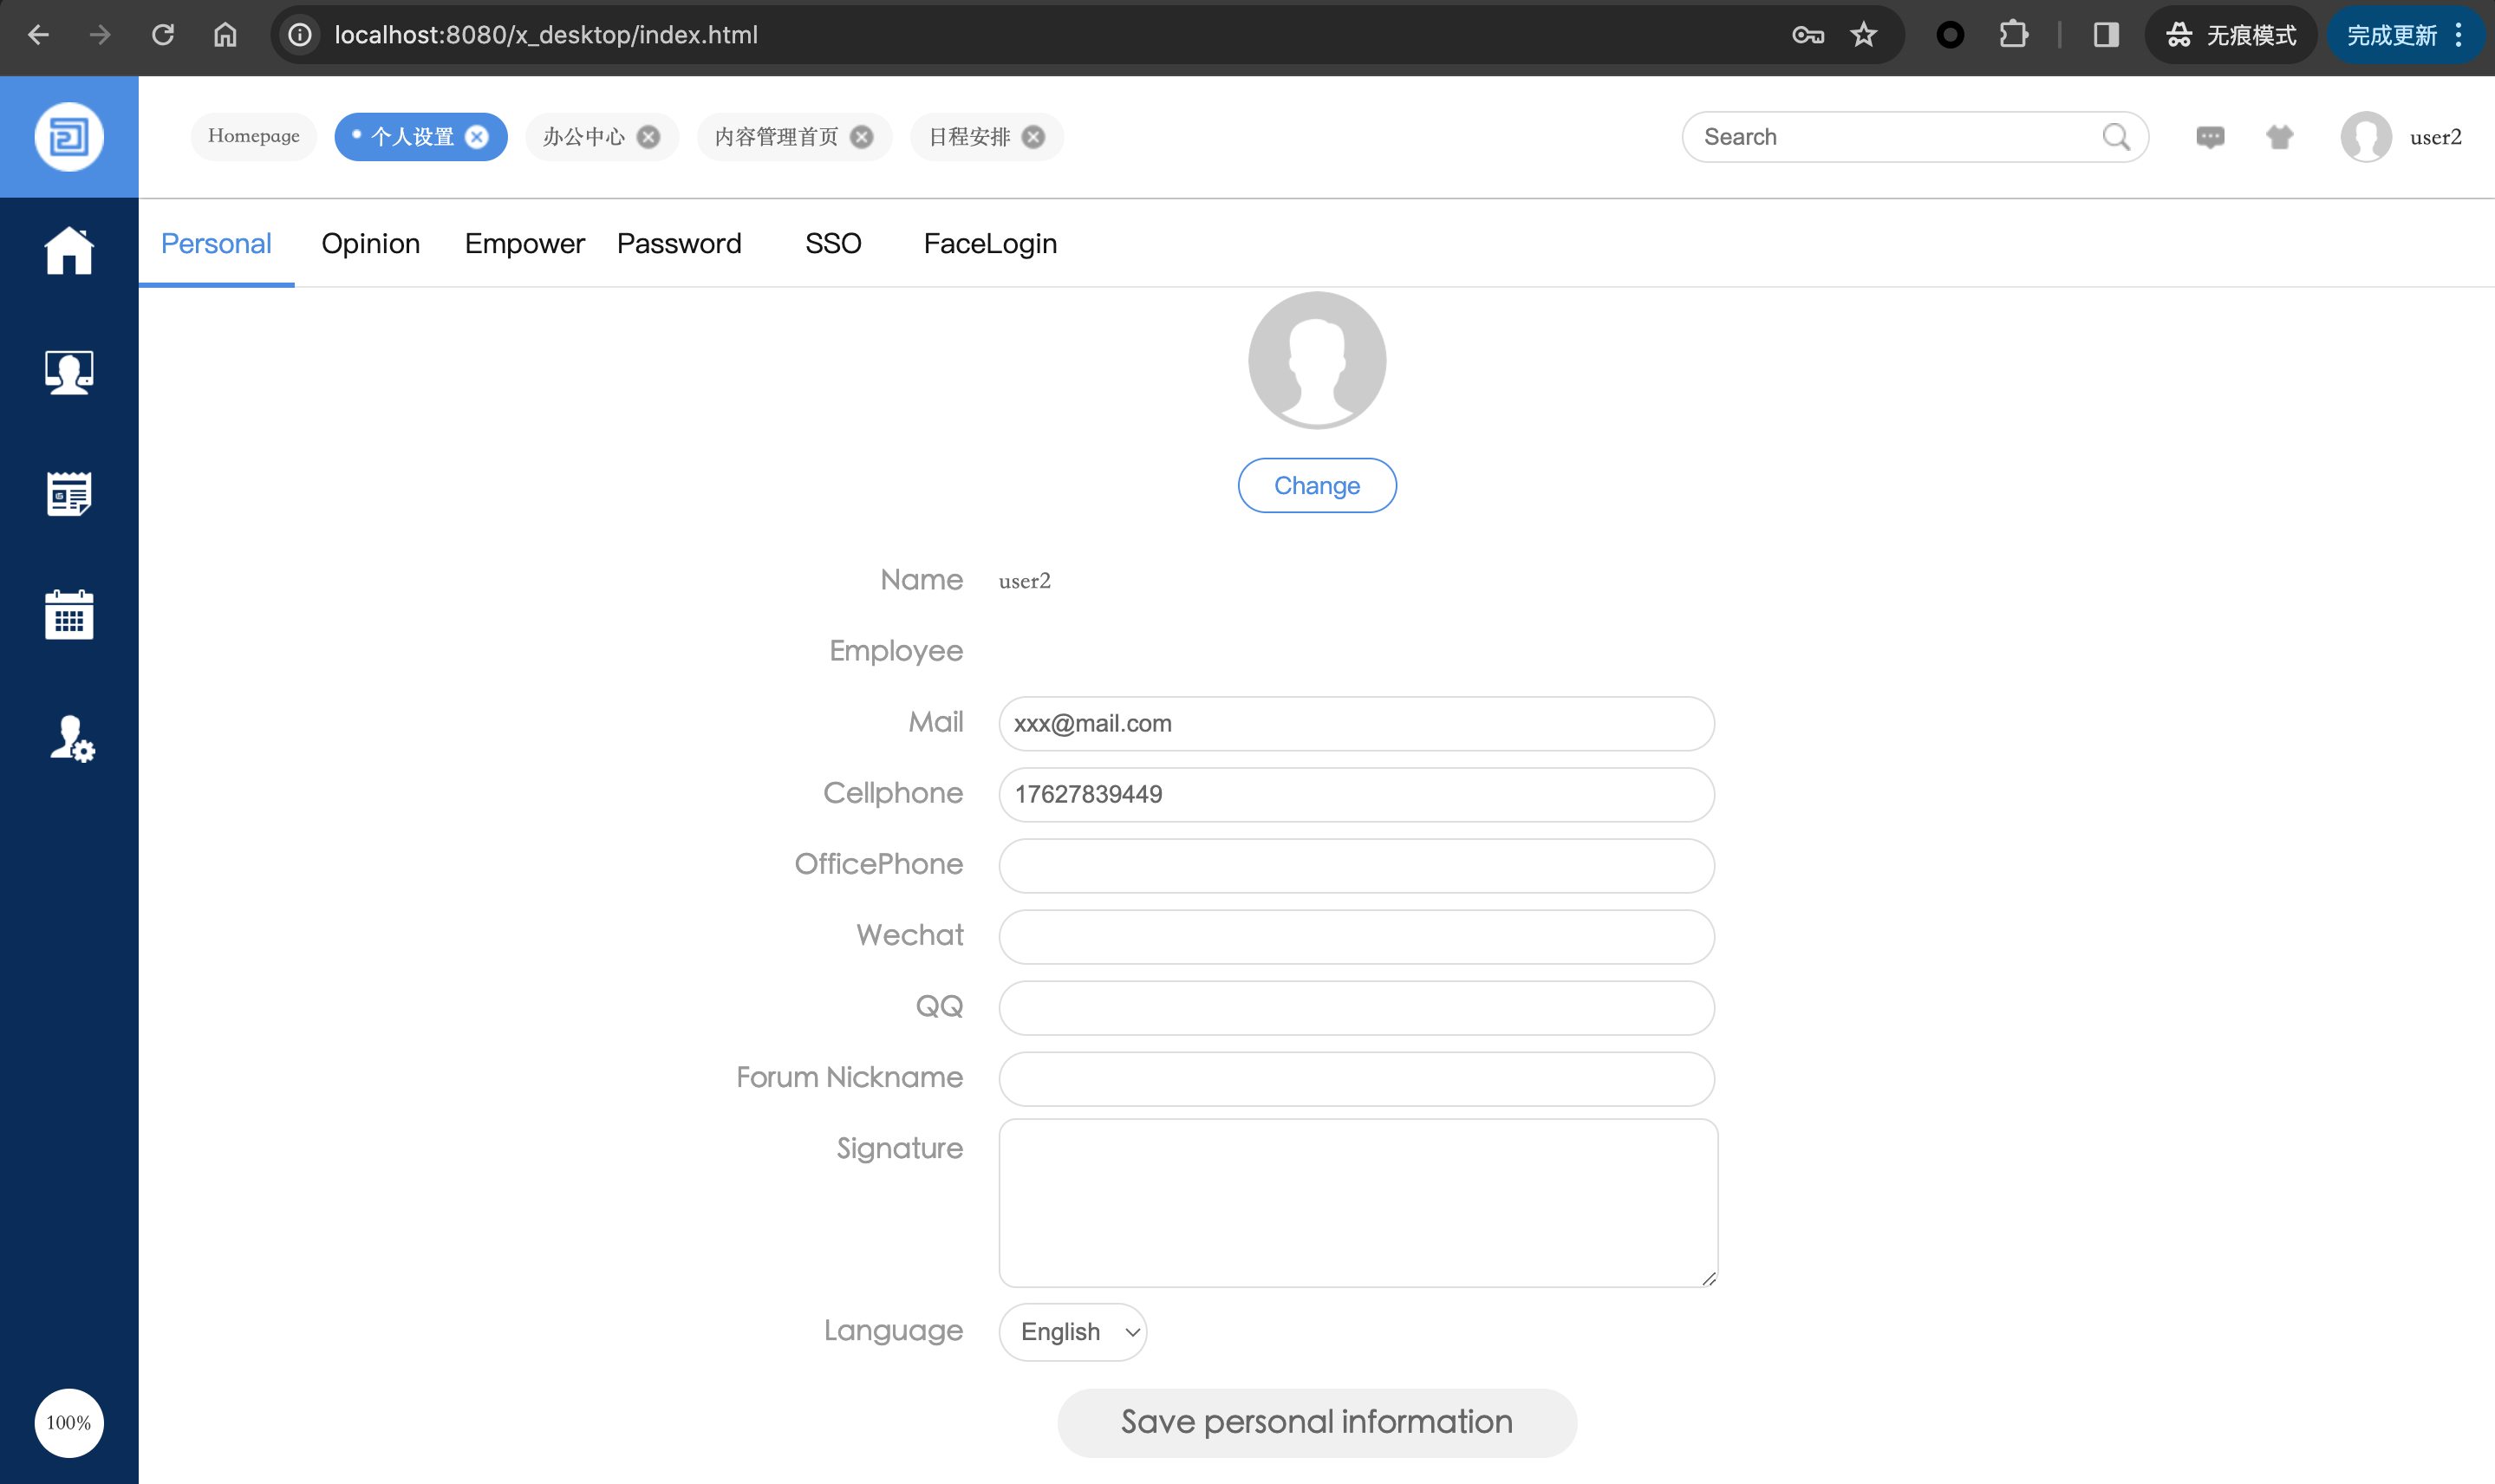 localhost:8080/x_desktop/index.html
无痕模式
完成更新
Homepage
个人设置
办公中心
内容管理首页
日程安排
Search
user2
Personal
Opinion
Empower
Password
SSO
FaceLogin
Change
Name user2
Employee
Mail xxx@mail.com
Cellphone 17627839449
OfficePhone
Wechat
QQ
Forum Nickname
Signature
Language English
Save personal information
100%